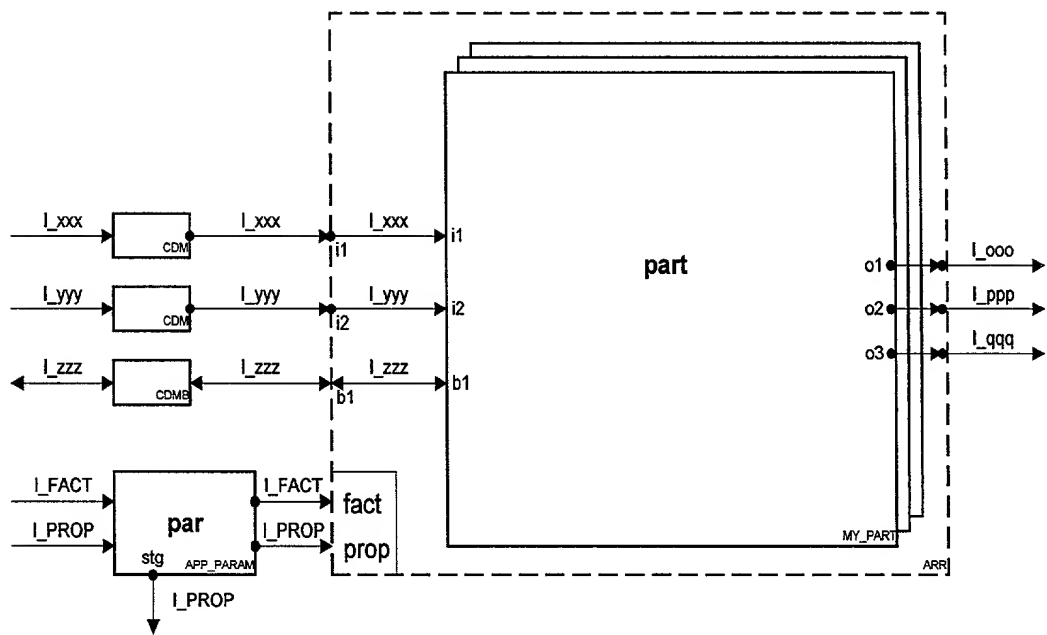 I_xxx I_xxx I_xxx
CDM i1 i1
part
o1 I_ooo
I_yyy I_yyy I_yyy
CDM i2 i2
o2 I_ppp
o3 I_qqq
I_zzz I_zzz I_zzz
CDMB b1 b1
I_FACT I_FACT fact
par
I_PROP I_PROP prop
stg APP_PARAM
MY_PART
ARR
I_PROP